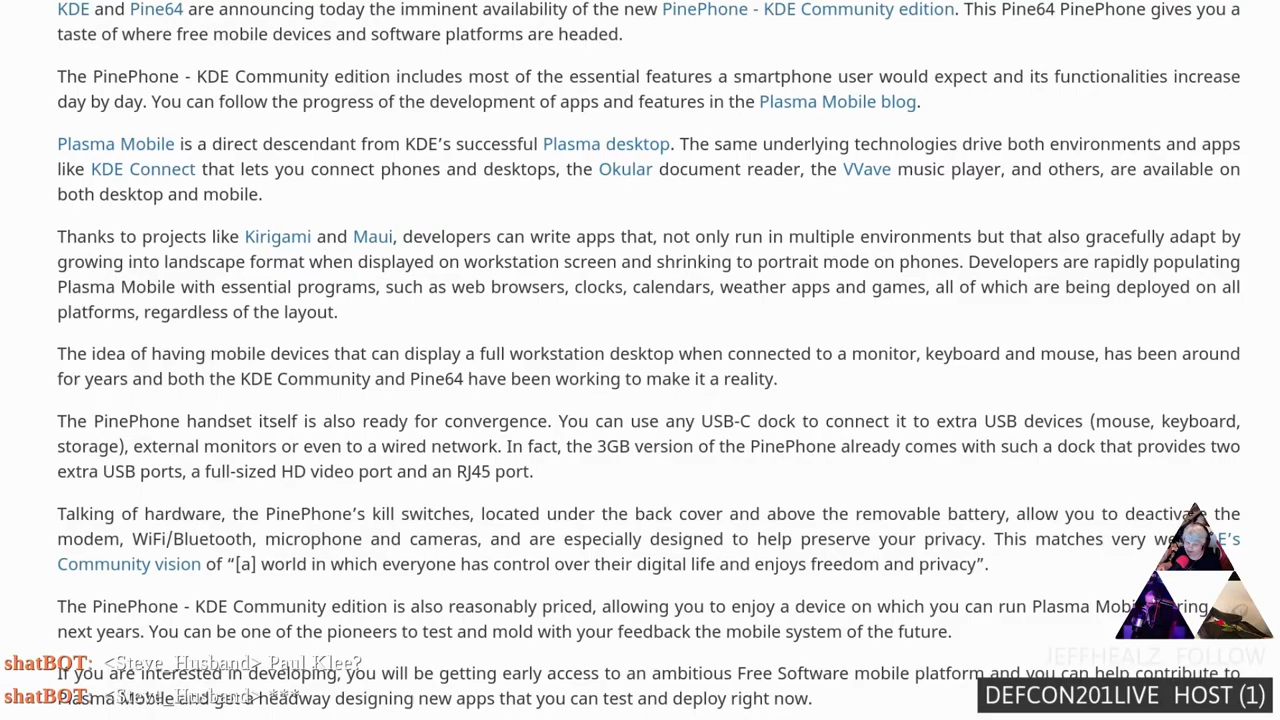 KDE and Pine64 are announcing today the imminent availability of the new PinePhone - KDE Community edition. This Pine64 PinePhone gives you a
taste of where free mobile devices and software platforms are headed.
The PinePhone - KDE Community edition includes most of the essential features a smartphone user would expect and its functionalities increase
day by day. You can follow the progress of the development of apps and features in the Plasma Mobile blog.
Plasma Mobile is a direct descendant from KDE’s successful Plasma desktop. The same underlying technologies drive both environments and apps
like KDE Connect that lets you connect phones and desktops, the Okular document reader, the VVave music player, and others, are available on
both desktop and mobile.
Thanks to projects like Kirigami and Maui, developers can write apps that, not only run in multiple environments but that also gracefully adapt by
growing into landscape format when displayed on workstation screen and shrinking to portrait mode on phones. Developers are rapidly populating
Plasma Mobile with essential programs, such as web browsers, clocks, calendars, weather apps and games, all of which are being deployed on all
platforms, regardless of the layout.
The idea of having mobile devices that can display a full workstation desktop when connected to a monitor, keyboard and mouse, has been around
for years and both the KDE Community and Pine64 have been working to make it a reality.
The PinePhone handset itself is also ready for convergence. You can use any USB-C dock to connect it to extra USB devices (mouse, keyboard,
storage), external monitors or even to a wired network. In fact, the 3GB version of the PinePhone already comes with such a dock that provides two
extra USB ports, a full-sized HD video port and an RJ45 port.
Talking of hardware, the PinePhone’s kill switches, located under the back cover and above the removable battery, allow you to deactivate the
modem, WiFi/Bluetooth, microphone and cameras, and are especially designed to help preserve your privacy. This matches very
Community vision of “[a] world in which everyone has control over their digital life and enjoys freedom and privacy”.
The PinePhone - KDE Community edition is also reasonably priced, allowing you to enjoy a device on which you can run Plasma
next years. You can be one of the pioneers to test and mold with your feedback the mobile system of the future.
shatBOT: <Steve_Husband> Paul Klee?
If you are interested in developing, you will be getting early access to an ambitious Free Software mobile platform and you can help contribute to
JEFFHEALZ FOLLOW
shatBOT: <Steve_Husband> ***
Plasma Mobile and get a headway designing new apps that you can test and deploy right now.
DEFCON201LIVE HOST (1)